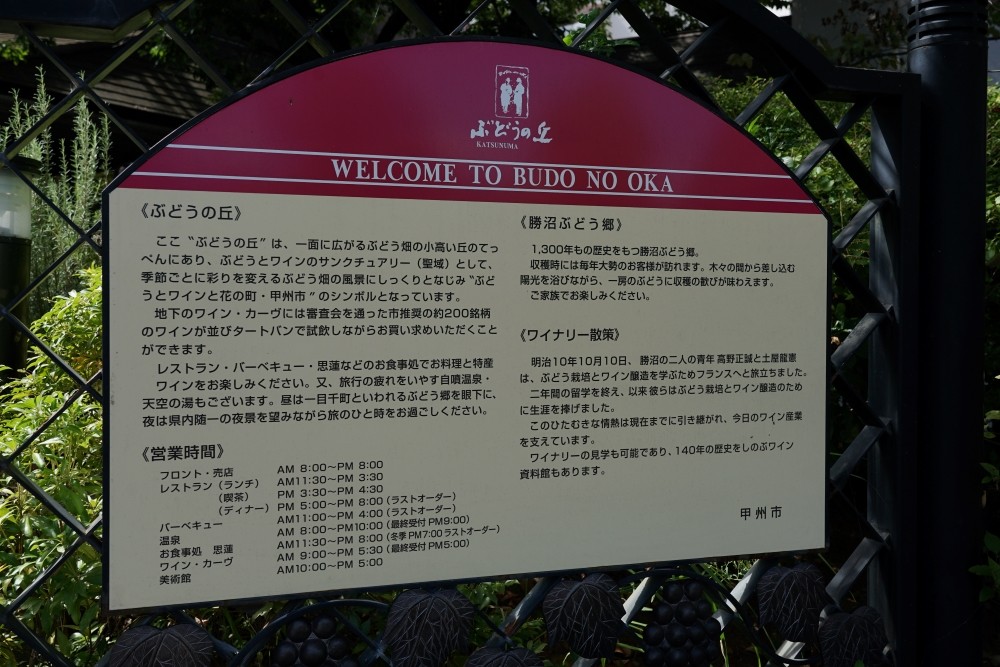 ぶどうの丘
KATSUNUMA
WELCOME TO BUDO NO OKA
《ぶどうの丘》
ここ“ぶどうの丘”は、一面に広がるぶどう畑の小高い丘のてっ
ぺんにあり、ぶどうとワインのサンクチュアリー（聖域）として、
季節ごとに彩りを変えるぶどう畑の風景にしっくりとなじみ“ぶど
うとワインと花の町・甲州市”のシンボルとなっています。
地下のワイン・カーヴには審査会を通った市推奨の約200銘柄
のワインが並びタートバンで試飲しながらお買い求めいただくこと
ができます。
レストラン・バーベキュー・思蓮などのお食事処でお料理と特産
ワインをお楽しみください。又、旅行の疲れをいやす自噴温泉・
天空の湯もございます。昼は一目千町といわれるぶどう郷を眼下に、
夜は県内随一の夜景を望みながら旅のひと時をお過ごしください。
《営業時間》
フロント・売店 AM 8:00～PM 8:00
レストラン（ランチ） AM11:30～PM 3:30
（喫茶） PM 3:30～PM 4:30
（ディナー） PM 5:00～PM 8:00（ラストオーダー）
バーベキュー AM11:00～PM 4:00（ラストオーダー）
温泉 AM 8:00～PM10:00（最終受付PM9:00）
お食事処 思蓮 AM11:30～PM 8:00（冬季PM7:00ラストオーダー）
ワイン・カーヴ AM 9:00～PM 5:30（最終受付PM5:00）
美術館 AM10:00～PM 5:00
《勝沼ぶどう郷》
1,300年もの歴史をもつ勝沼ぶどう郷。
収穫時には毎年大勢のお客様が訪れます。木々の間から差し込む
陽光を浴びながら、一房のぶどうに収穫の歓びが味わえます。
ご家族でお楽しみください。
《ワイナリー散策》
明治10年10月10日、勝沼の二人の青年 高野正誠と土屋龍憲
は、ぶどう栽培とワイン醸造を学ぶためフランスへと旅立ちました。
二年間の留学を終え、以来彼らはぶどう栽培とワイン醸造のため
に生涯を捧げました。
このひたむきな情熱は現在までに引き継がれ、今日のワイン産業
を支えています。
ワイナリーの見学も可能であり、140年の歴史をしのぶワイン
資料館もあります。
甲州市